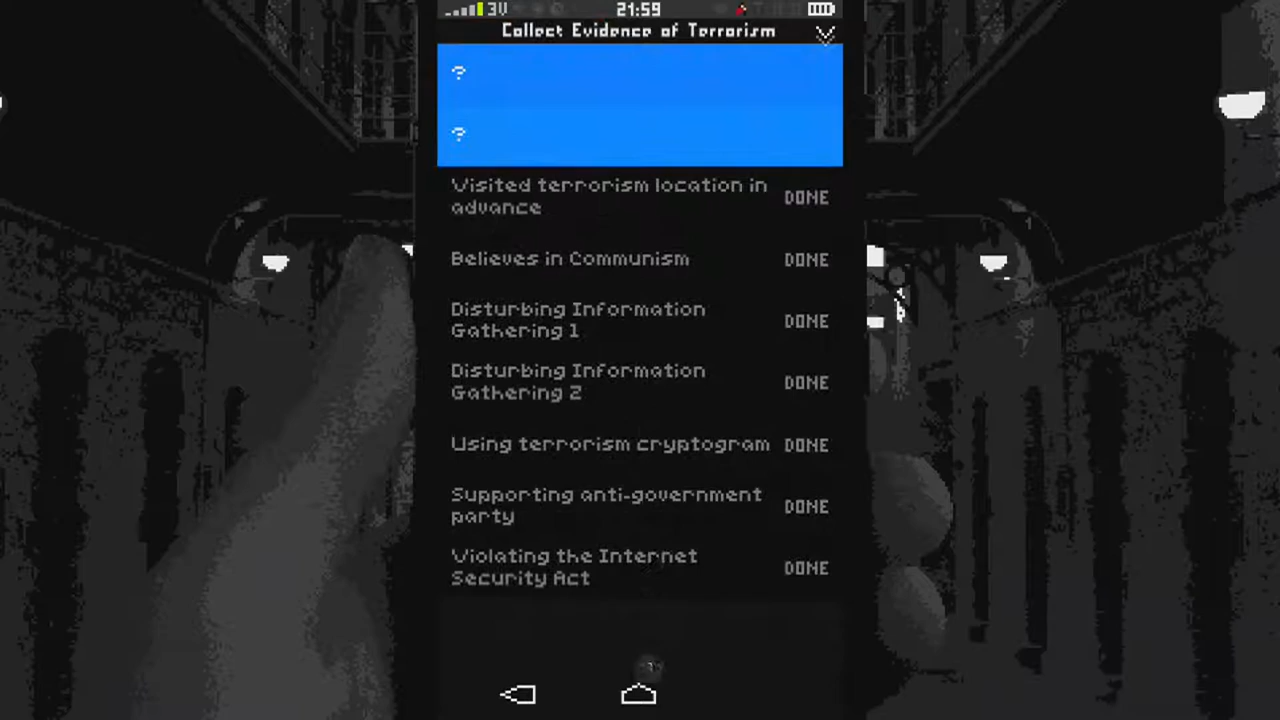 3V 21:59
Collect Evidence of Terrorism
?
?
Visited terrorism location in
advance
DONE
Believes in Communism DONE
Disturbing Information
Gathering 1
DONE
Disturbing Information
Gathering 2
DONE
Using terrorism cryptogram DONE
Supporting anti-government
party
DONE
Violating the Internet
Security Act
DONE